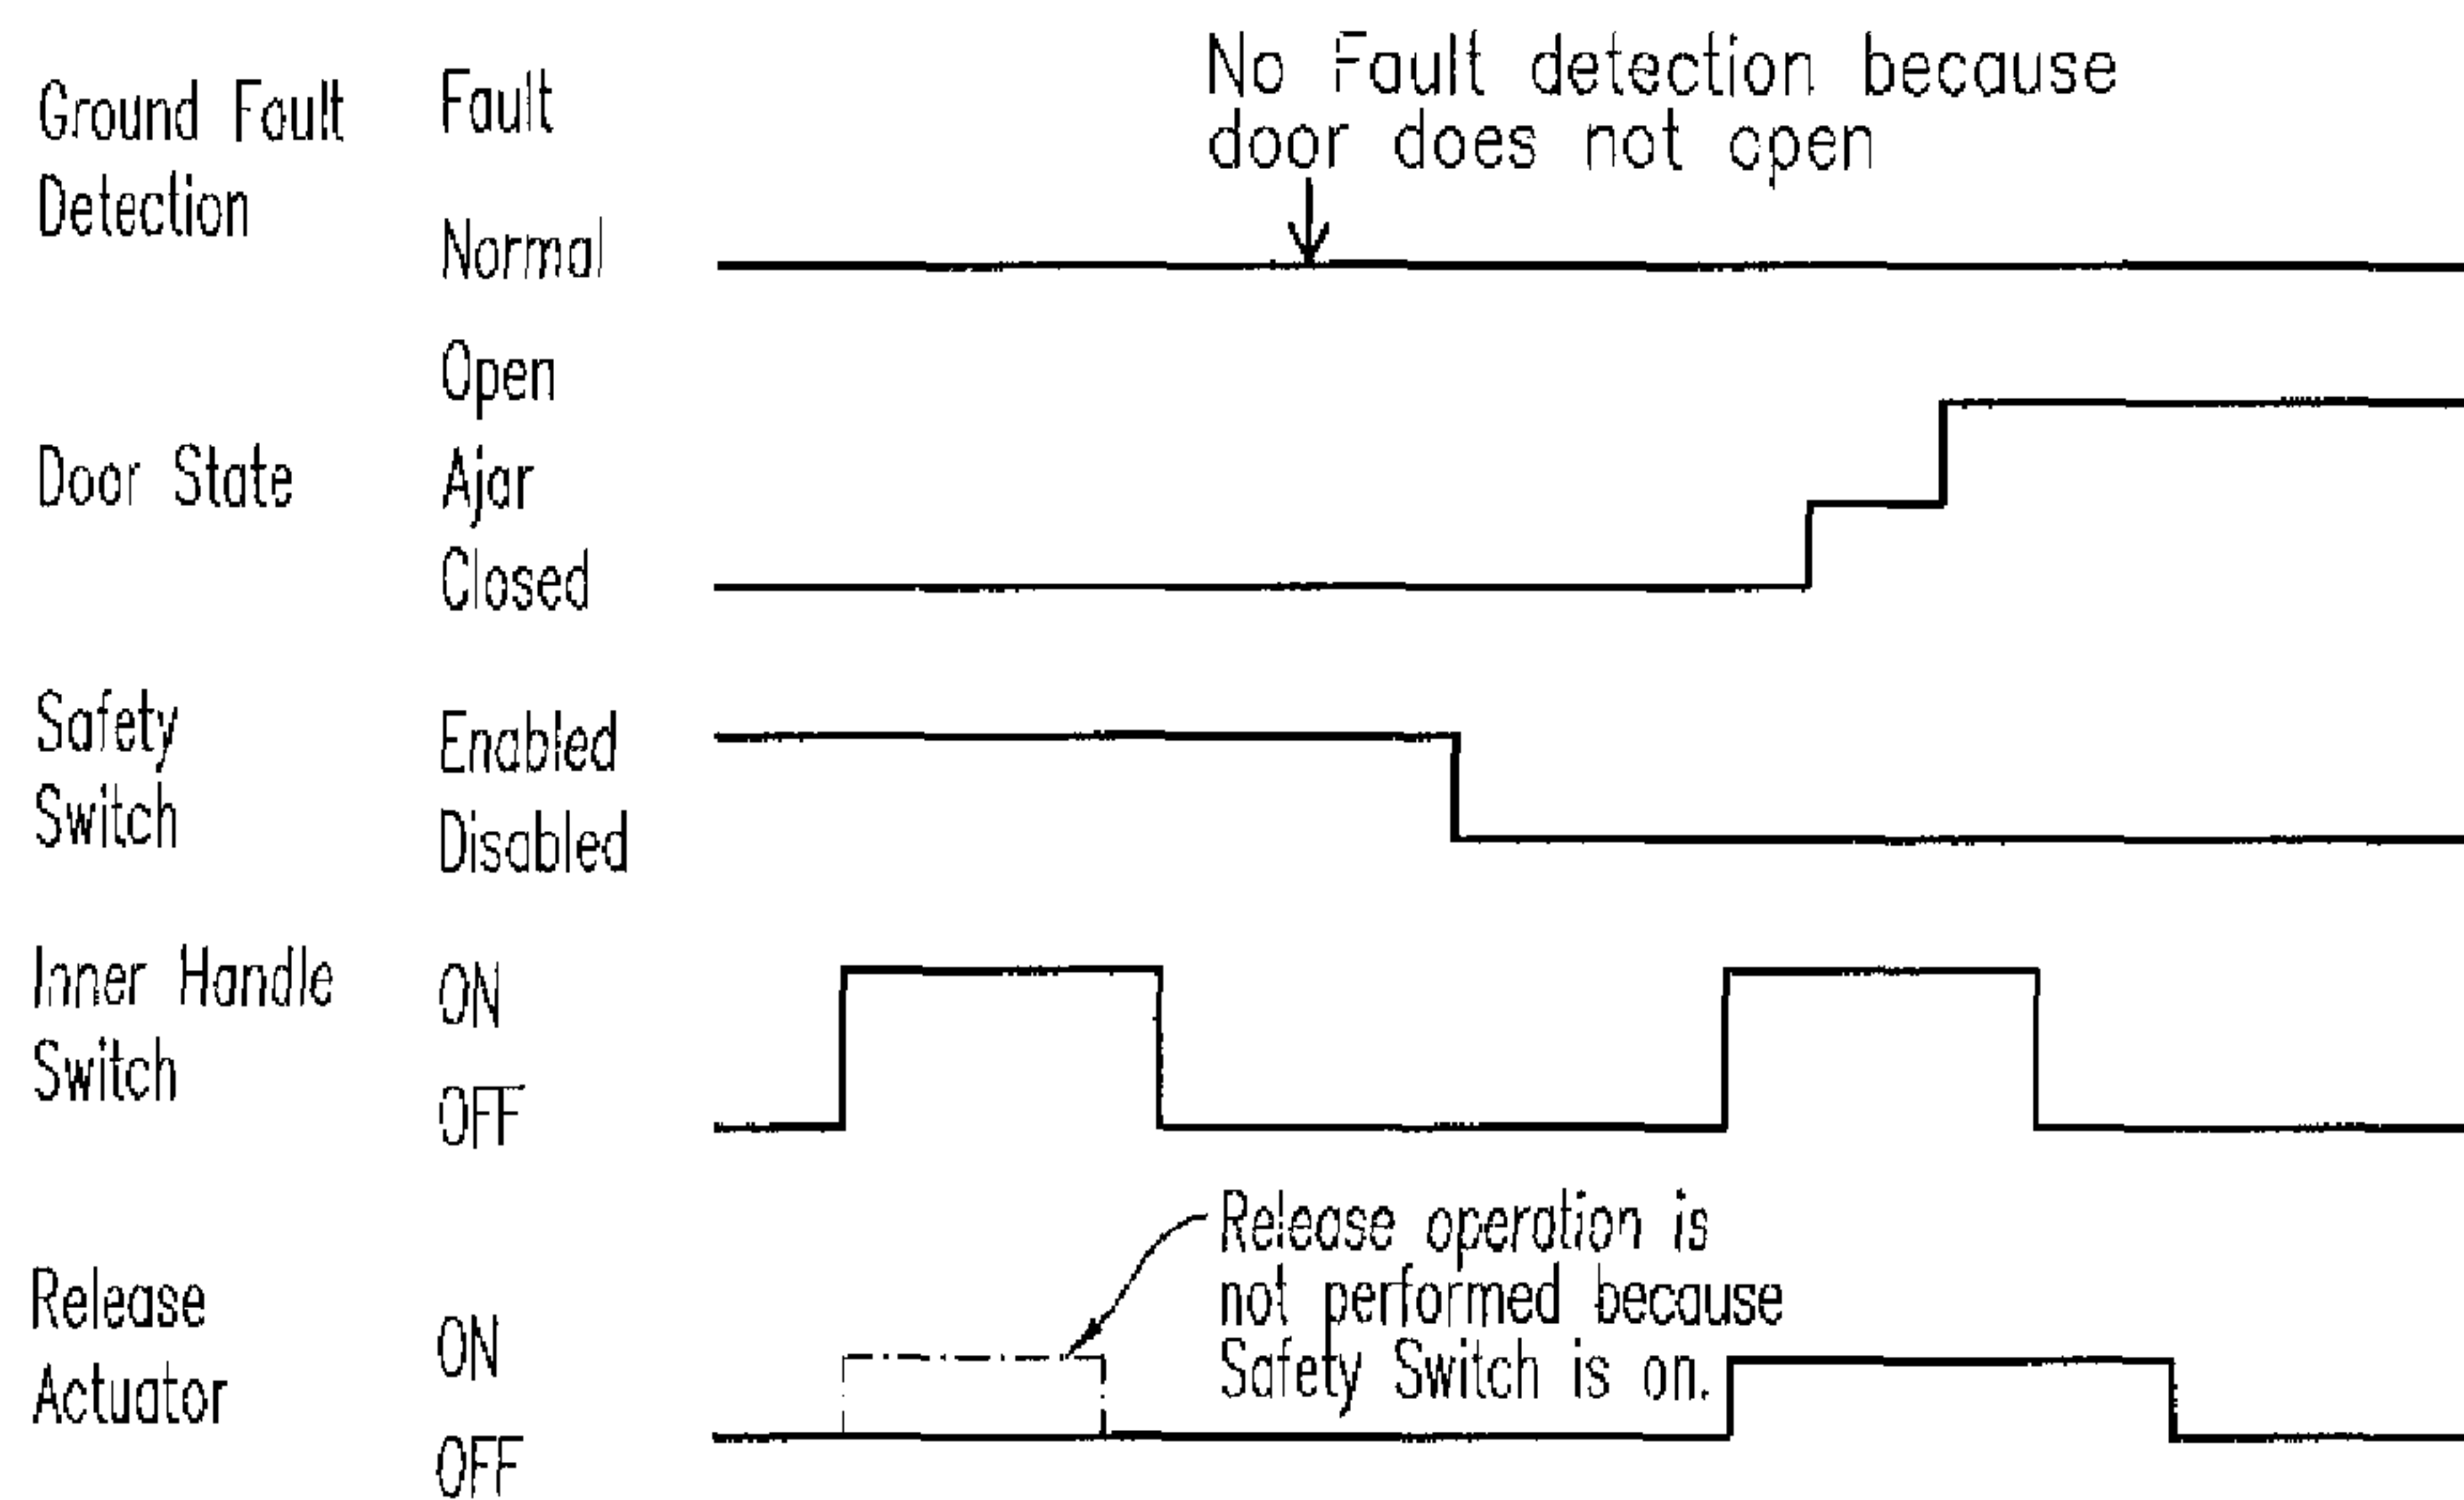 No Fault detection because
door does not open
Ground Fault
Detection
Fault
Normal
Door State
Open
Ajar
Closed
Safety
Switch
Enabled
Disabled
Inner Handle
Switch
ON
OFF
Release
Actuator
ON
OFF
Release operation is
not performed because
Safety Switch is on.